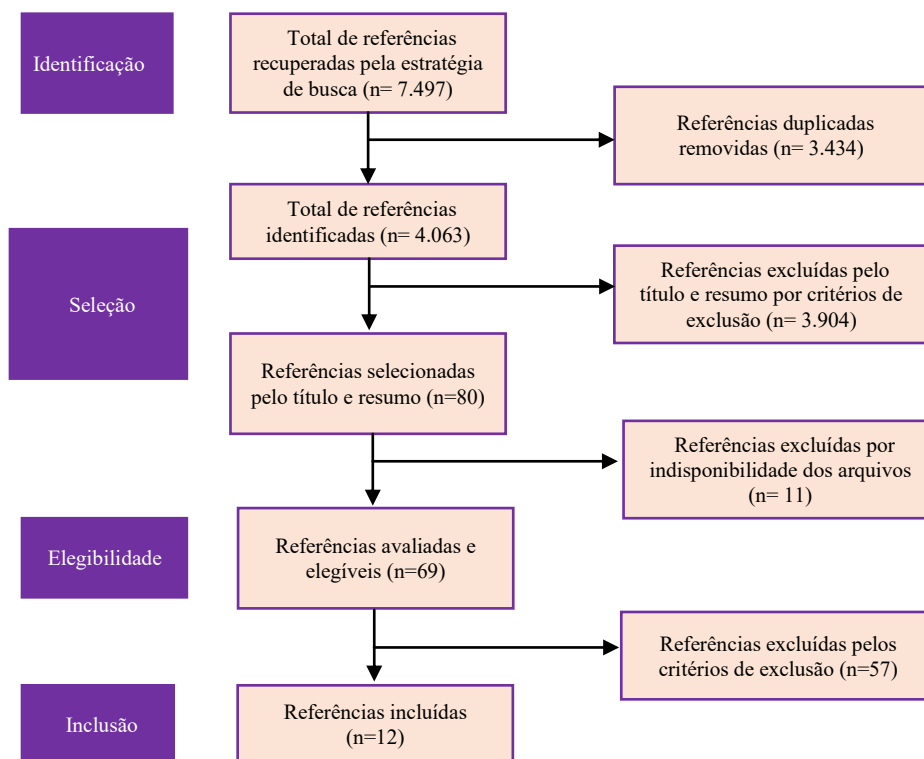 Identificação
Total de referências
recuperadas pela estratégia
de busca (n= 7.497)
Referências duplicadas
removidas (n= 3.434)
Seleção
Total de referências
identificadas (n= 4.063)
Referências excluídas pelo
título e resumo por critérios de
exclusão (n= 3.904)
Referências selecionadas
pelo título e resumo (n=80)
Referências excluídas por
indisponibilidade dos arquivos
(n= 11)
Elegibilidade
Referências avaliadas e
elegíveis (n=69)
Referências excluídas pelos
critérios de exclusão (n=57)
Inclusão
Referências incluídas
(n=12)